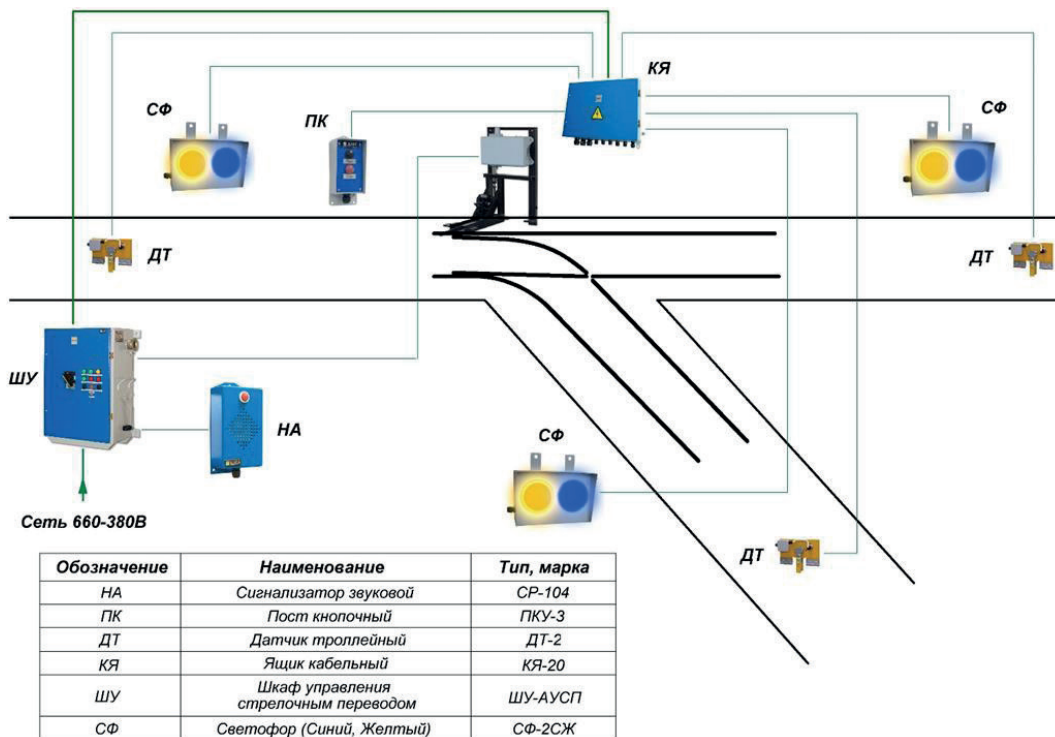 КЯ
СФ
ПК
СФ
ДТ
ДТ
ШУ
НА
СФ
Сеть 660-380В
ДТ
Обозначение Наименование Тип, марка
НА Сигнализатор звуковой СР-104
ПК Пост кнопочный ПКУ-3
ДТ Датчик троллейный ДТ-2
КЯ Ящик кабельный КЯ-20
ШУ Шкаф управления
стрелочным переводом ШУ-АУСП
СФ Светофор (Синий, Желтый) СФ-2СЖ